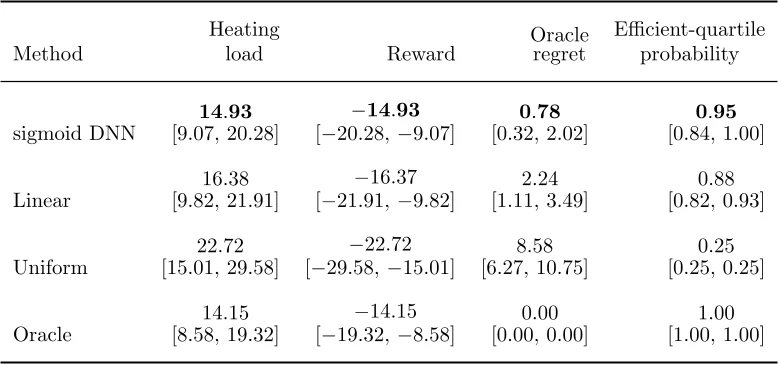 Heating Oracle Efficient-quartile
Method load Reward regret probability
14.93 −14.93 0.78 0.95
sigmoid DNN [9.07, 20.28] [−20.28, −9.07] [0.32, 2.02] [0.84, 1.00]
16.38 −16.37 2.24 0.88
Linear [9.82, 21.91] [−21.91, −9.82] [1.11, 3.49] [0.82, 0.93]
22.72 −22.72 8.58 0.25
Uniform [15.01, 29.58] [−29.58, −15.01] [6.27, 10.75] [0.25, 0.25]
14.15 −14.15 0.00 1.00
Oracle [8.58, 19.32] [−19.32, −8.58] [0.00, 0.00] [1.00, 1.00]